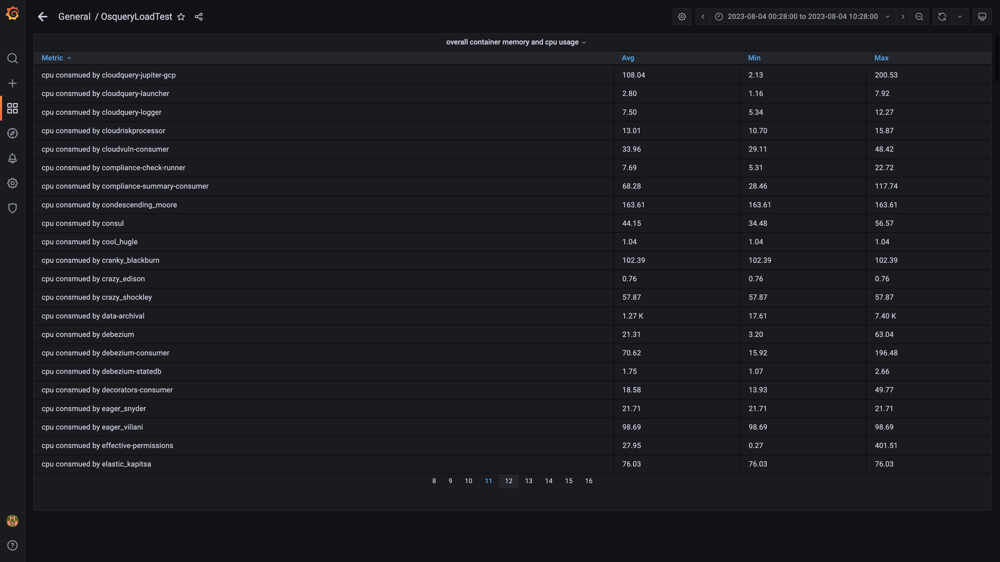 General / OsqueryLoadTest
2023-08-04 00:28:00 to 2023-08-04 10:28:00
overall container memory and cpu usage
Metric Avg Min Max
cpu consmued by cloudquery-jupiter-gcp 108.04 2.13 200.53
cpu consmued by cloudquery-launcher 2.80 1.16 7.92
cpu consmued by cloudquery-logger 7.50 5.34 12.27
cpu consmued by cloudriskprocessor 13.01 10.70 15.87
cpu consmued by cloudvuln-consumer 33.96 29.11 48.42
cpu consmued by compliance-check-runner 7.69 5.31 22.72
cpu consmued by compliance-summary-consumer 68.28 28.46 117.74
cpu consmued by condescending_moore 163.61 163.61 163.61
cpu consmued by consul 44.15 34.48 56.57
cpu consmued by cool_hugle 1.04 1.04 1.04
cpu consmued by cranky_blackburn 102.39 102.39 102.39
cpu consmued by crazy_edison 0.76 0.76 0.76
cpu consmued by crazy_shockley 57.87 57.87 57.87
cpu consmued by data-archival 1.27 K 17.61 7.40 K
cpu consmued by debezium 21.31 3.20 63.04
cpu consmued by debezium-consumer 70.62 15.92 196.48
cpu consmued by debezium-statedb 1.75 1.07 2.66
cpu consmued by decorators-consumer 18.58 13.93 49.77
cpu consmued by eager_snyder 21.71 21.71 21.71
cpu consmued by eager_villani 98.69 98.69 98.69
cpu consmued by effective-permissions 27.95 0.27 401.51
cpu consmued by elastic_kapitsa 76.03 76.03 76.03
8 9 10 11 12 13 14 15 16